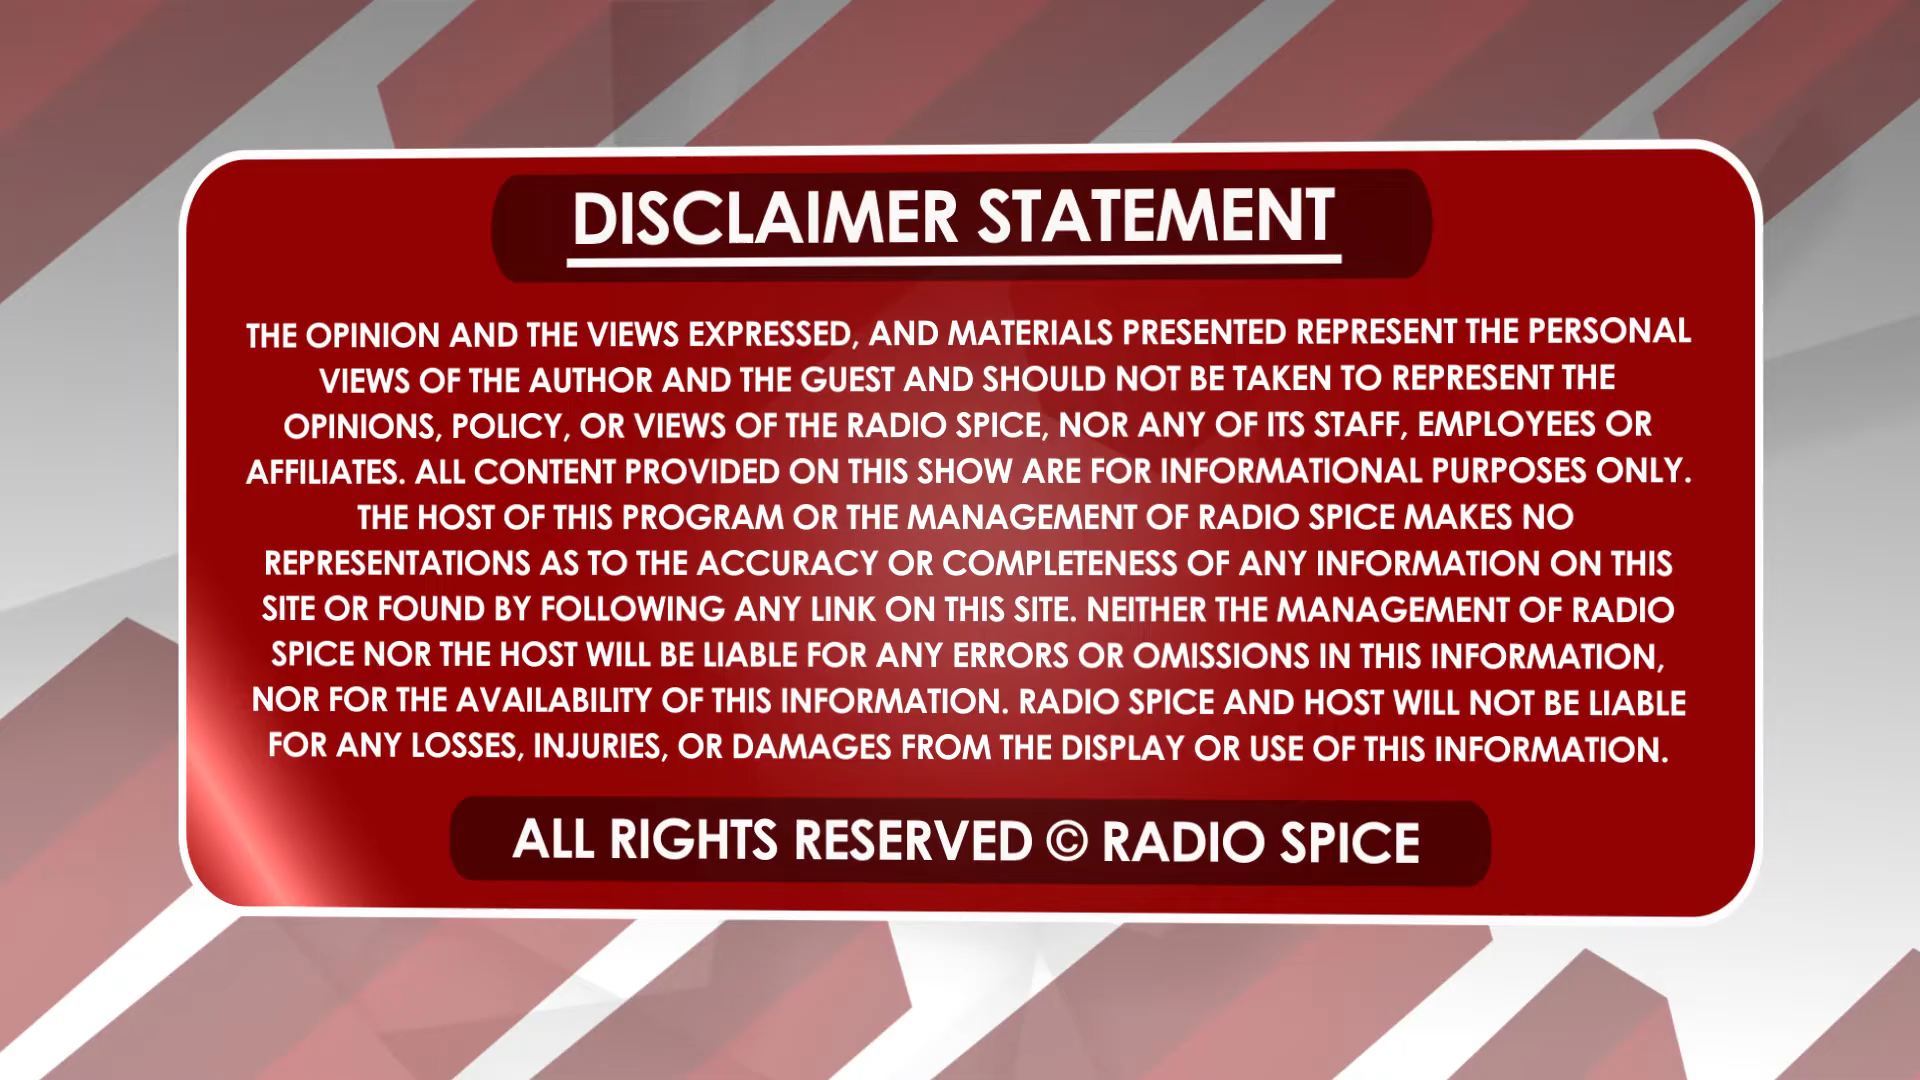 DISCLAIMER STATEMENT
THE OPINION AND THE VIEWS EXPRESSED, AND MATERIALS PRESENTED REPRESENT THE PERSONAL
VIEWS OF THE AUTHOR AND THE GUEST AND SHOULD NOT BE TAKEN TO REPRESENT THE
OPINIONS, POLICY, OR VIEWS OF THE RADIO SPICE, NOR ANY OF ITS STAFF, EMPLOYEES OR
AFFILIATES. ALL CONTENT PROVIDED ON THIS SHOW ARE FOR INFORMATIONAL PURPOSES ONLY.
THE HOST OF THIS PROGRAM OR THE MANAGEMENT OF RADIO SPICE MAKES NO
REPRESENTATIONS AS TO THE ACCURACY OR COMPLETENESS OF ANY INFORMATION ON THIS
SITE OR FOUND BY FOLLOWING ANY LINK ON THIS SITE. NEITHER THE MANAGEMENT OF RADIO
SPICE NOR THE HOST WILL BE LIABLE FOR ANY ERRORS OR OMISSIONS IN THIS INFORMATION,
NOR FOR THE AVAILABILITY OF THIS INFORMATION. RADIO SPICE AND HOST WILL NOT BE LIABLE
FOR ANY LOSSES, INJURIES, OR DAMAGES FROM THE DISPLAY OR USE OF THIS INFORMATION.
ALL RIGHTS RESERVED © RADIO SPICE